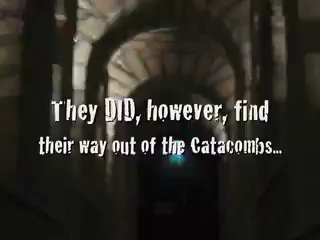 They DID, however, find
their way out of the Catacombs...